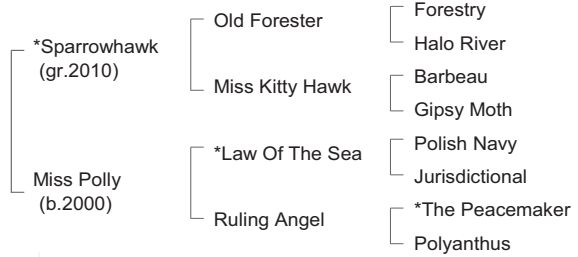 *Sparrowhawk
(gr.2010)
Miss Polly
(b.2000)
Old Forester
Miss Kitty Hawk
*Law Of The Sea
Ruling Angel
Forestry
Halo River
Barbeau
Gipsy Moth
Polish Navy
Jurisdictional
*The Peacemaker
Polyanthus